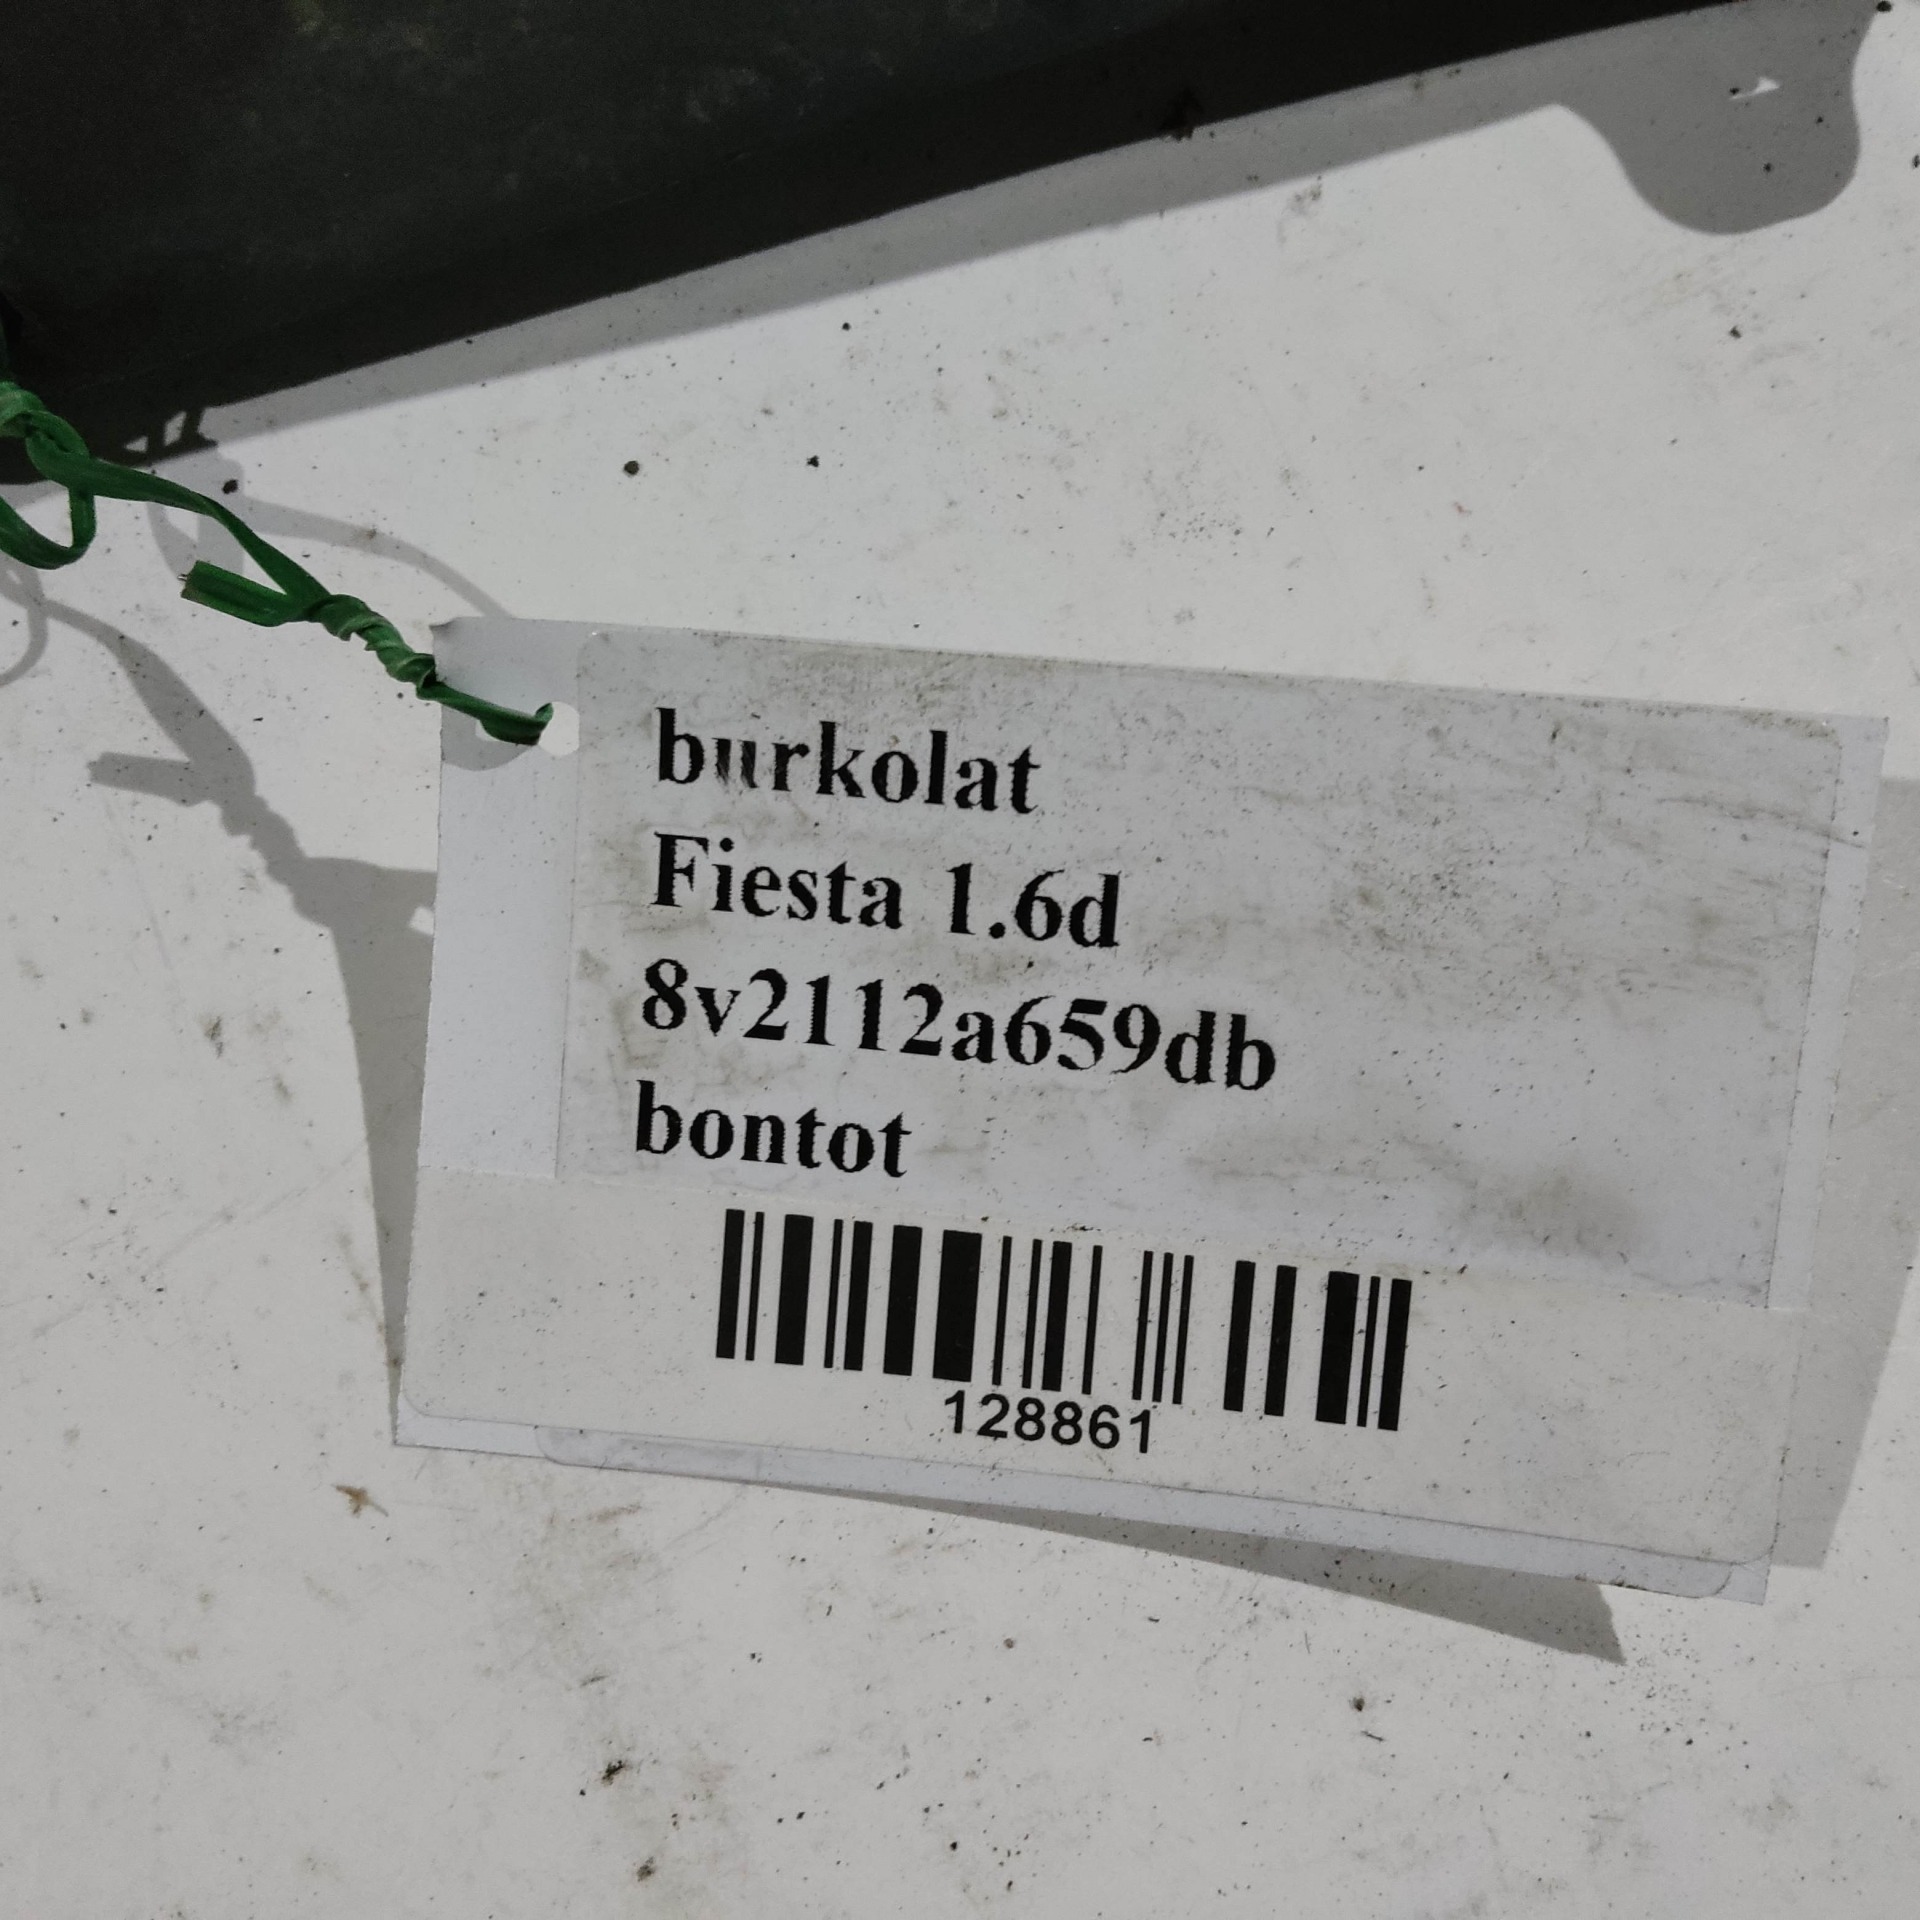 burkolat
Fiesta 1.6d
8v2112a659db
bontot
128861